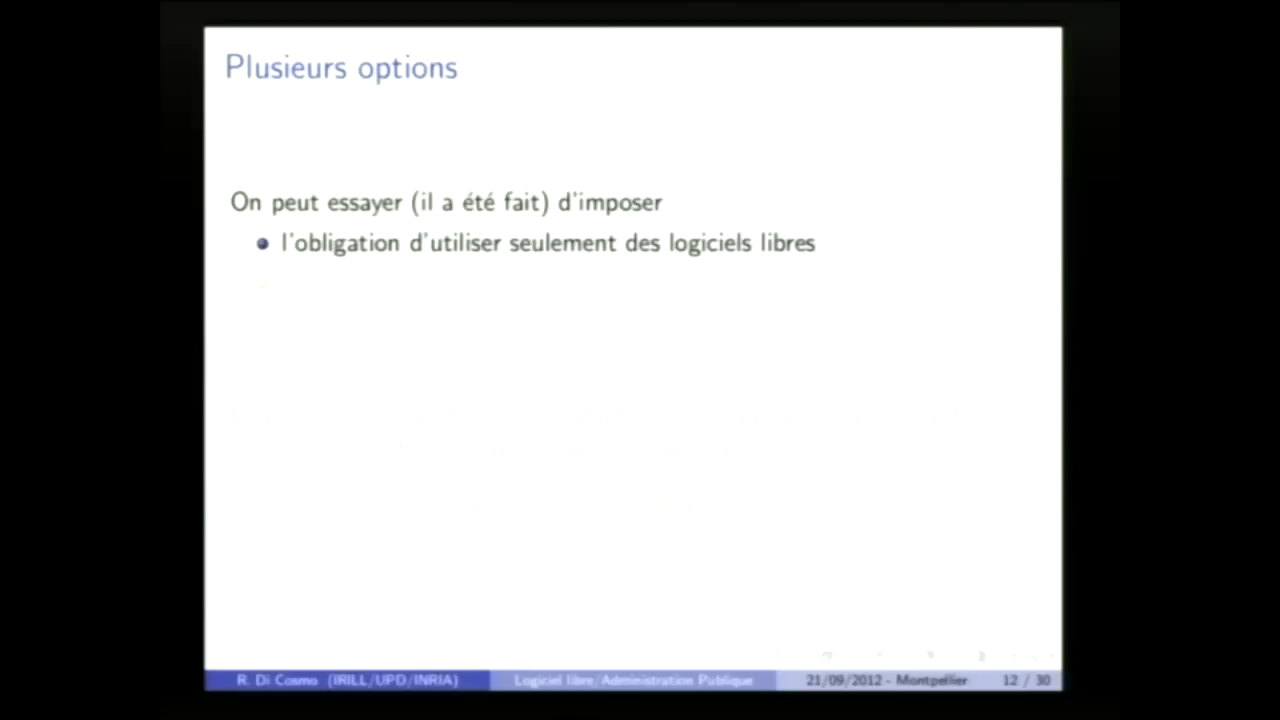 Plusieurs options
On peut essayer (il a été fait) d'imposer
l'obligation d'utiliser seulement des logiciels libres
R. Di Cosmo (IRILL/UPD/INRIA) Logiciel libre/Administration Publique 21/09/2012 - Montpellier 12 / 30